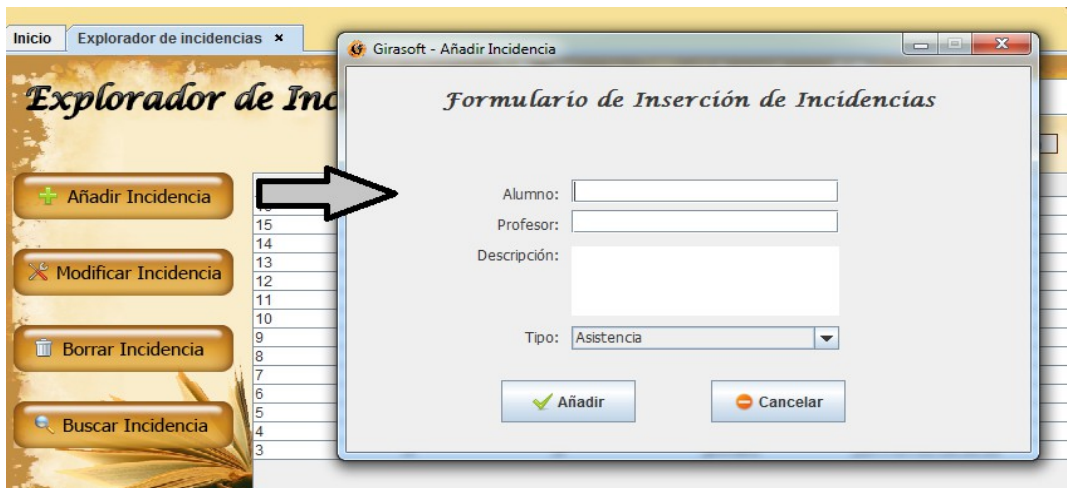 Inicio
Explorador de incidencias
Girasoft - Añadir Incidencia
Explorador de Inc
Formulario de Inserción de Incidencias
Añadir Incidencia
Modificar Incidencia
Borrar Incidencia
Buscar Incidencia
15
14
13
12
11
10
9
8
7
6
5
4
3
Alumno:
Profesor:
Descripción:
Tipo:
Asistencia
Añadir
Cancelar